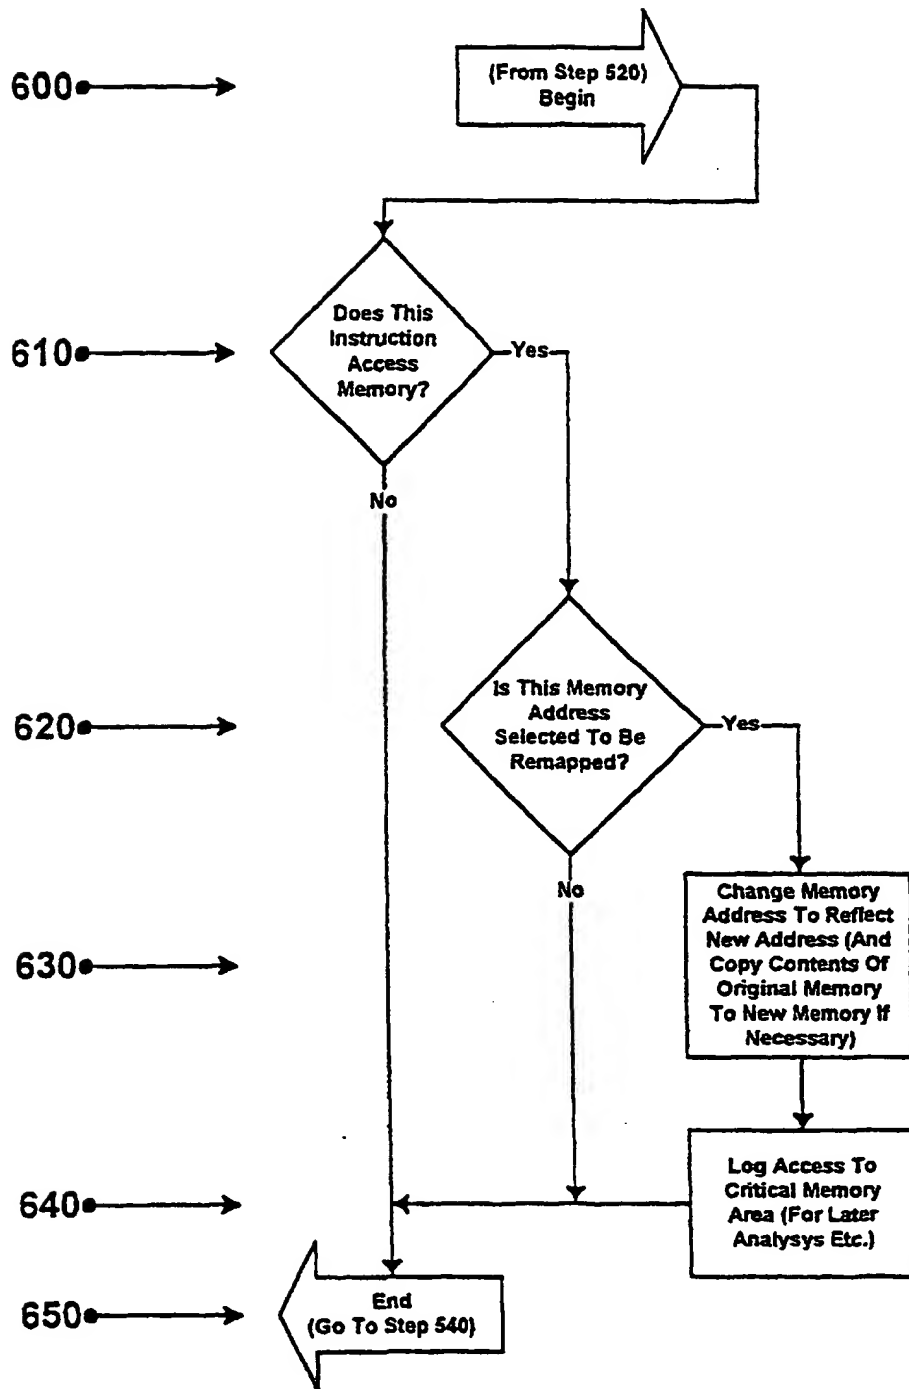 600
(From Step 520)
Begin
610
Does This
Instruction
Access
Memory?
Yes
No
620
Is This Memory
Address
Selected To Be
Remapped?
Yes
No
630
Change Memory
Address To Reflect
New Address (And
Copy Contents Of
Original Memory
To New Memory If
Necessary)
640
Log Access To
Critical Memory
Area (For Later
Analysys Etc.)
650
End
(Go To Step 540)